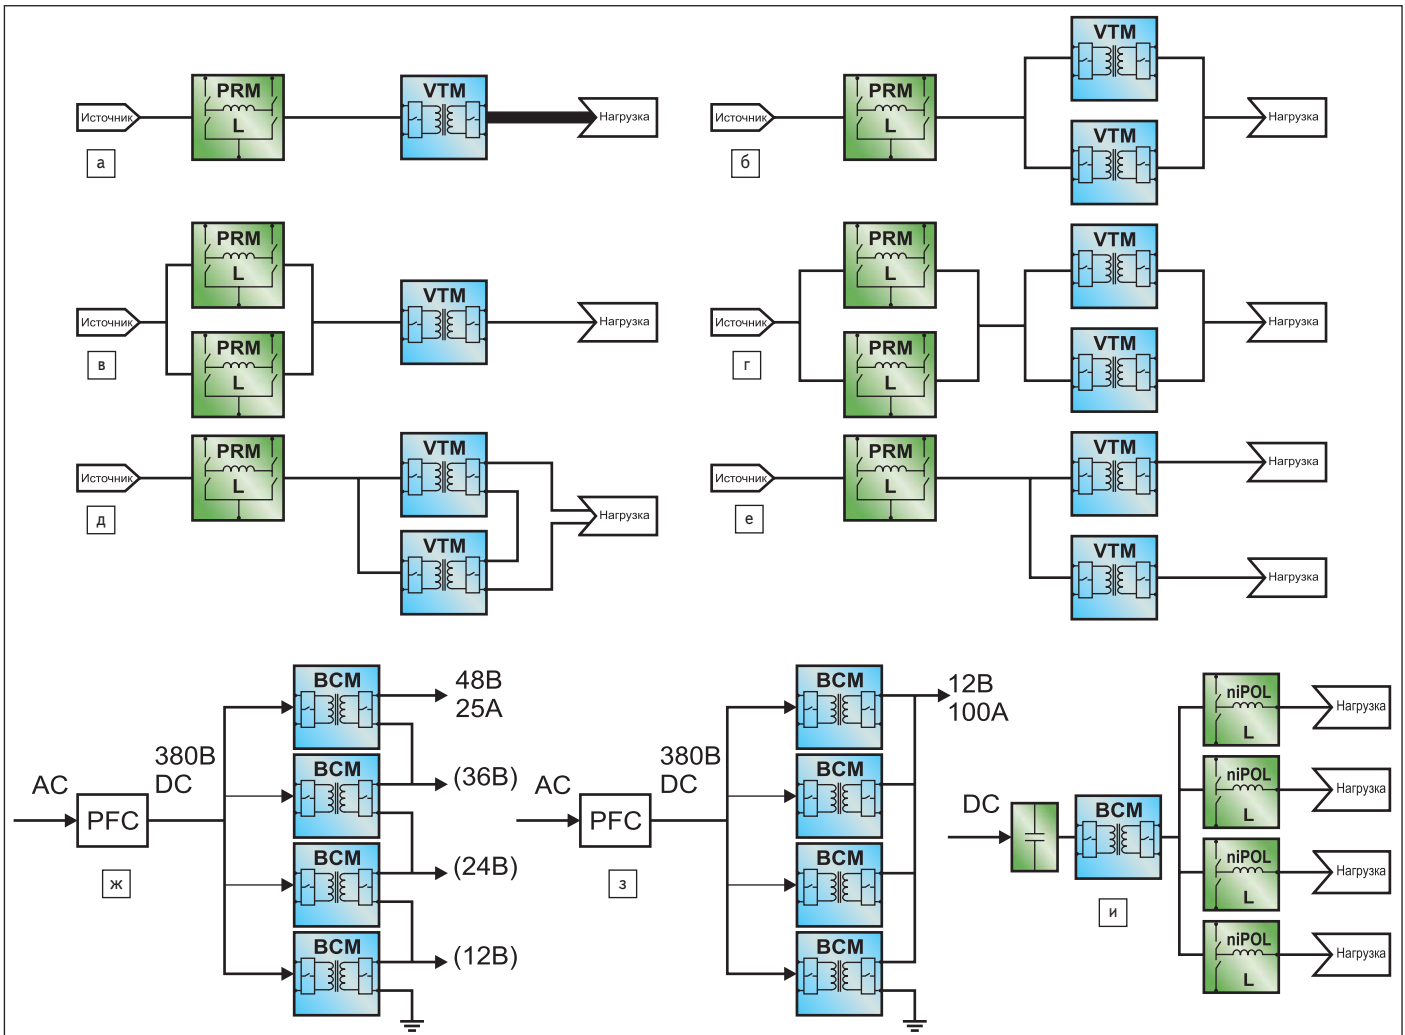 PRM
L
VTM
Источник
Нагрузка
а
PRM
L
VTM
VTM
Источник
Нагрузка
б
PRM
L
PRM
L
VTM
Источник
Нагрузка
в
PRM
L
PRM
L
VTM
VTM
Источник
Нагрузка
г
PRM
L
VTM
VTM
Источник
Нагрузка
д
PRM
L
VTM
VTM
Источник
Нагрузка
Нагрузка
е
AC
PFC
380В
DC
BCM
BCM
BCM
BCM
48В
25А
(36В)
(24В)
(12В)
ж
AC
PFC
380В
DC
BCM
BCM
BCM
BCM
12В
100А
з
DC
BCM
niPOL
L
Нагрузка
niPOL
L
Нагрузка
niPOL
L
Нагрузка
niPOL
L
Нагрузка
и